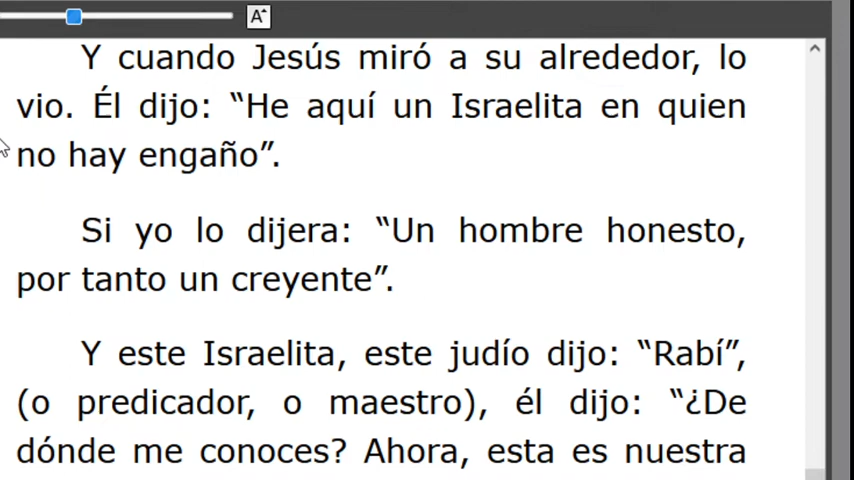 A
Y cuando Jesús miró a su alrededor, lo
vio. Él dijo: “He aquí un Israelita en quien
no hay engaño”.
Si yo lo dijera: “Un hombre honesto,
por tanto un creyente”.
Y este Israelita, este judío dijo: “Rabí”,
(o predicador, o maestro), él dijo: “¿De
dónde me conoces? Ahora, esta es nuestra